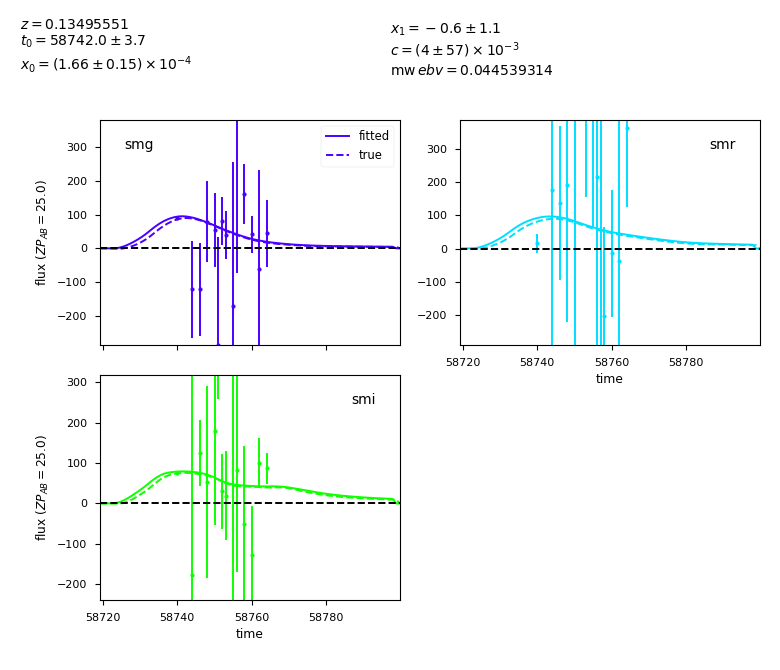 z = 0.13495551
t₀ = 58742.0 ± 3.7
x₀ = (1.66 ± 0.15) × 10⁻⁴
x₁ = −0.6 ± 1.1
c = (4 ± 57) × 10⁻³
mw ebv = 0.044539314
smg
fitted
true
300
200
100
0
−100
−200
flux (ZP_AB = 25.0)
smr
300
200
100
0
−100
−200
58720
58740
58760
58780
time
smi
300
200
100
0
−100
−200
flux (ZP_AB = 25.0)
58720
58740
58760
58780
time